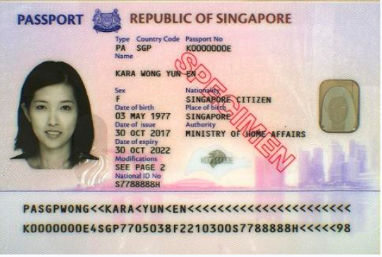 PASSPORT REPUBLIC OF SINGAPORE
Type Country Code Passport No
PA SGP K0000000E
Name
KARA WONG YUN EN
Sex Nationality
F SINGAPORE CITIZEN
Date of birth Place of birth
03 MAY 1977 SINGAPORE
Date of issue Authority
30 OCT 2017 MINISTRY OF HOME AFFAIRS
Date of expiry
30 OCT 2022
Modifications
SEE PAGE 2
National ID No
S7788888H
SPECIMEN
PASGPWONG<<KARA<YUN<EN<<<<<<<<<<<<<<<<<<<<<<
K0000000E4SGP7705038F2210300S7788888H<<<<<98